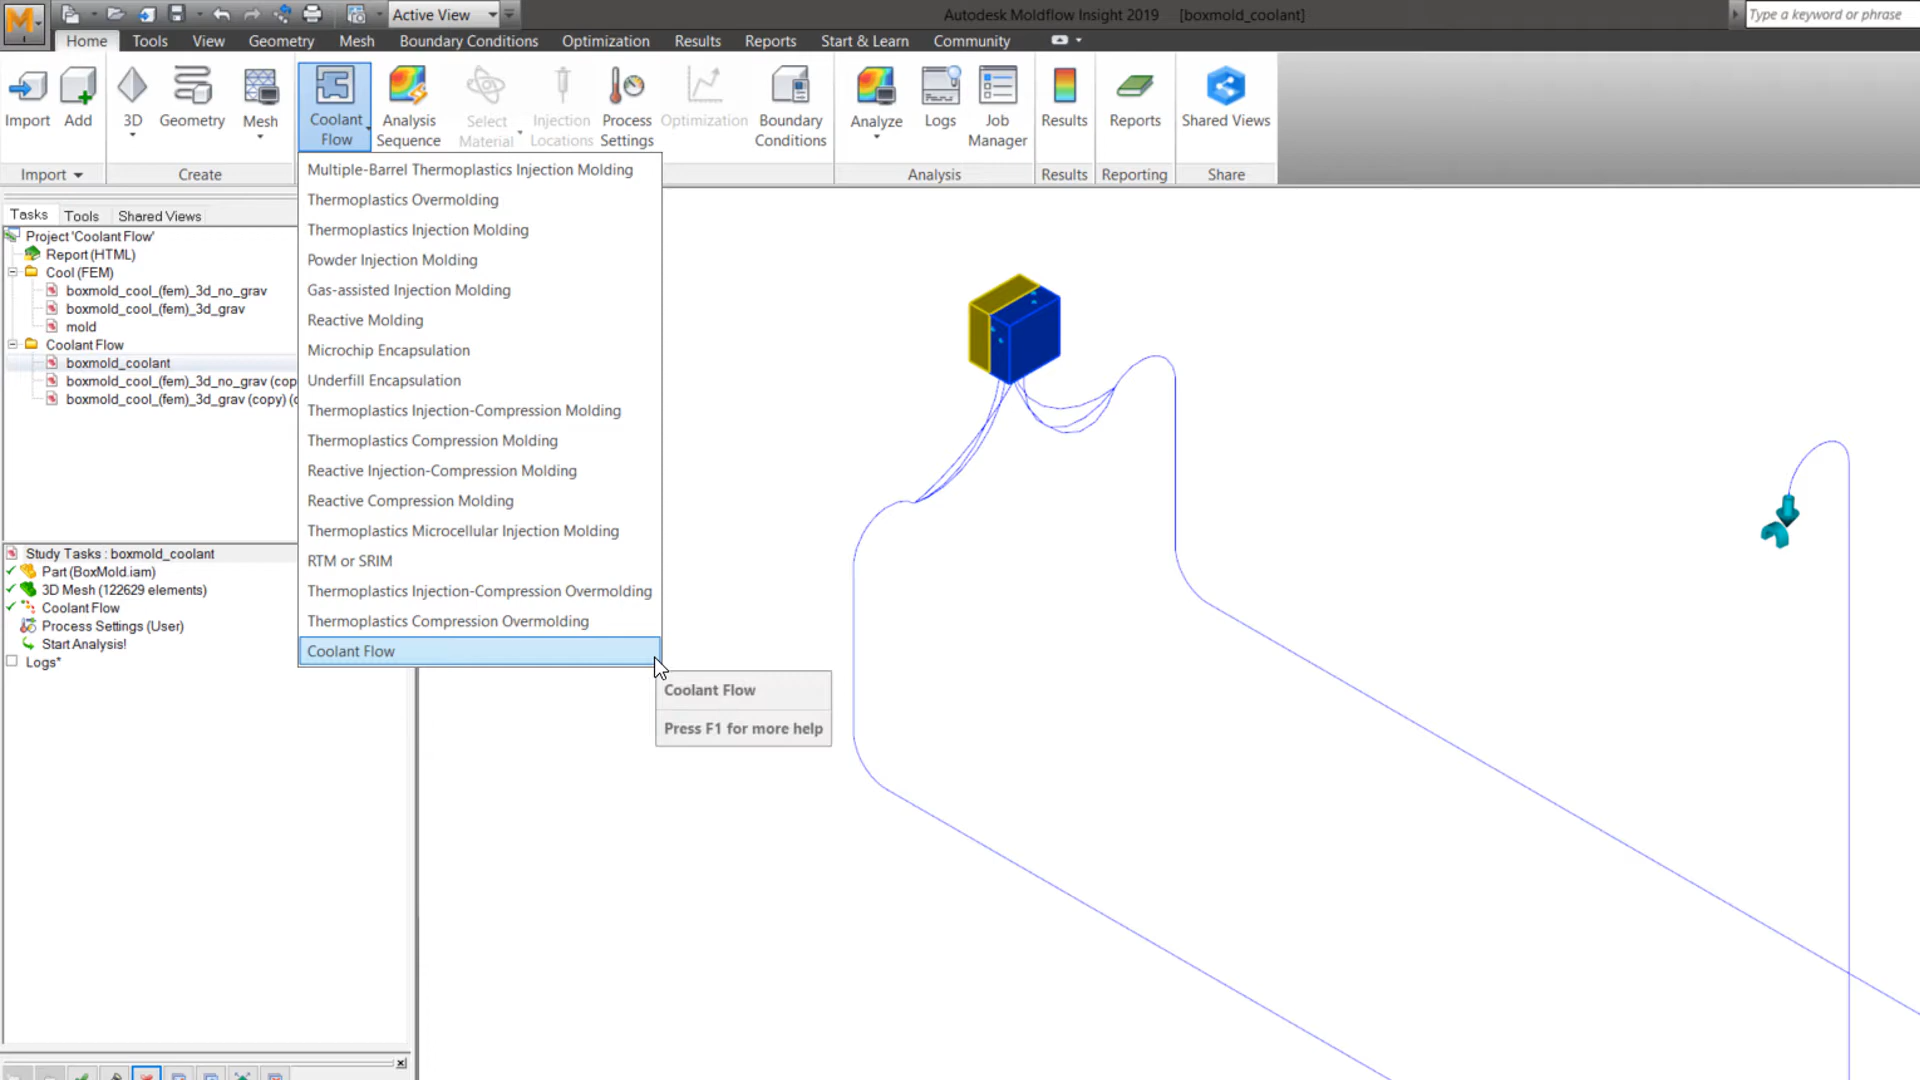 Active View
Autodesk Moldflow Insight 2019 [boxmold_coolant]
Type a keyword or phrase
Home Tools View Geometry Mesh Boundary Conditions Optimization Results Reports Start & Learn Community
Import
Add
3D
Geometry
Mesh
Coolant
Flow
Analysis
Sequence
Select
Material
Injection
Locations
Process
Settings
Optimization
Boundary
Conditions
Analyze
Logs
Job
Manager
Results
Reports
Shared Views
Import
Create
Analysis
Results
Reporting
Share
Multiple-Barrel Thermoplastics Injection Molding
Thermoplastics Overmolding
Thermoplastics Injection Molding
Powder Injection Molding
Gas-assisted Injection Molding
Reactive Molding
Microchip Encapsulation
Underfill Encapsulation
Thermoplastics Injection-Compression Molding
Thermoplastics Compression Molding
Reactive Injection-Compression Molding
Reactive Compression Molding
Thermoplastics Microcellular Injection Molding
RTM or SRIM
Thermoplastics Injection-Compression Overmolding
Thermoplastics Compression Overmolding
Coolant Flow
Coolant Flow
Press F1 for more help
Tasks Tools Shared Views
Project 'Coolant Flow'
Report (HTML)
Cool (FEM)
boxmold_cool_(fem)_3d_no_grav
boxmold_cool_(fem)_3d_grav
mold
Coolant Flow
boxmold_coolant
boxmold_cool_(fem)_3d_no_grav (cop
boxmold_cool_(fem)_3d_grav (copy) (c
Study Tasks : boxmold_coolant
Part (BoxMold.iam)
3D Mesh (122629 elements)
Coolant Flow
Process Settings (User)
Start Analysis!
Logs*